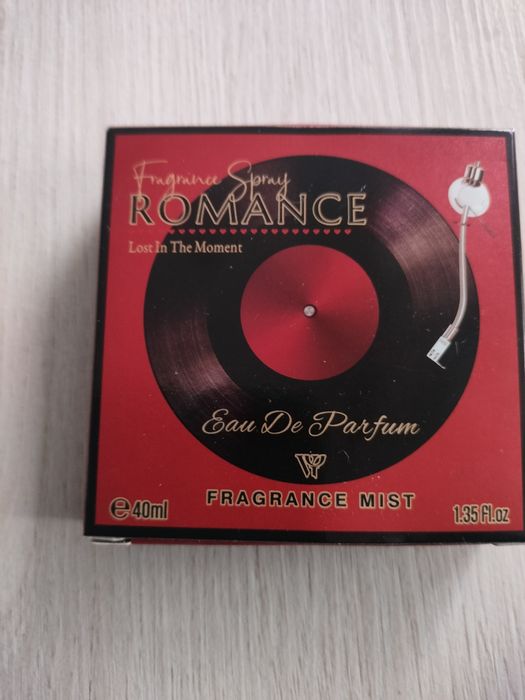 Fragrance Spray
ROMANCE
Lost In The Moment
Eau De Parfum
FRAGRANCE MIST
℮40ml
1.35 fl.oz